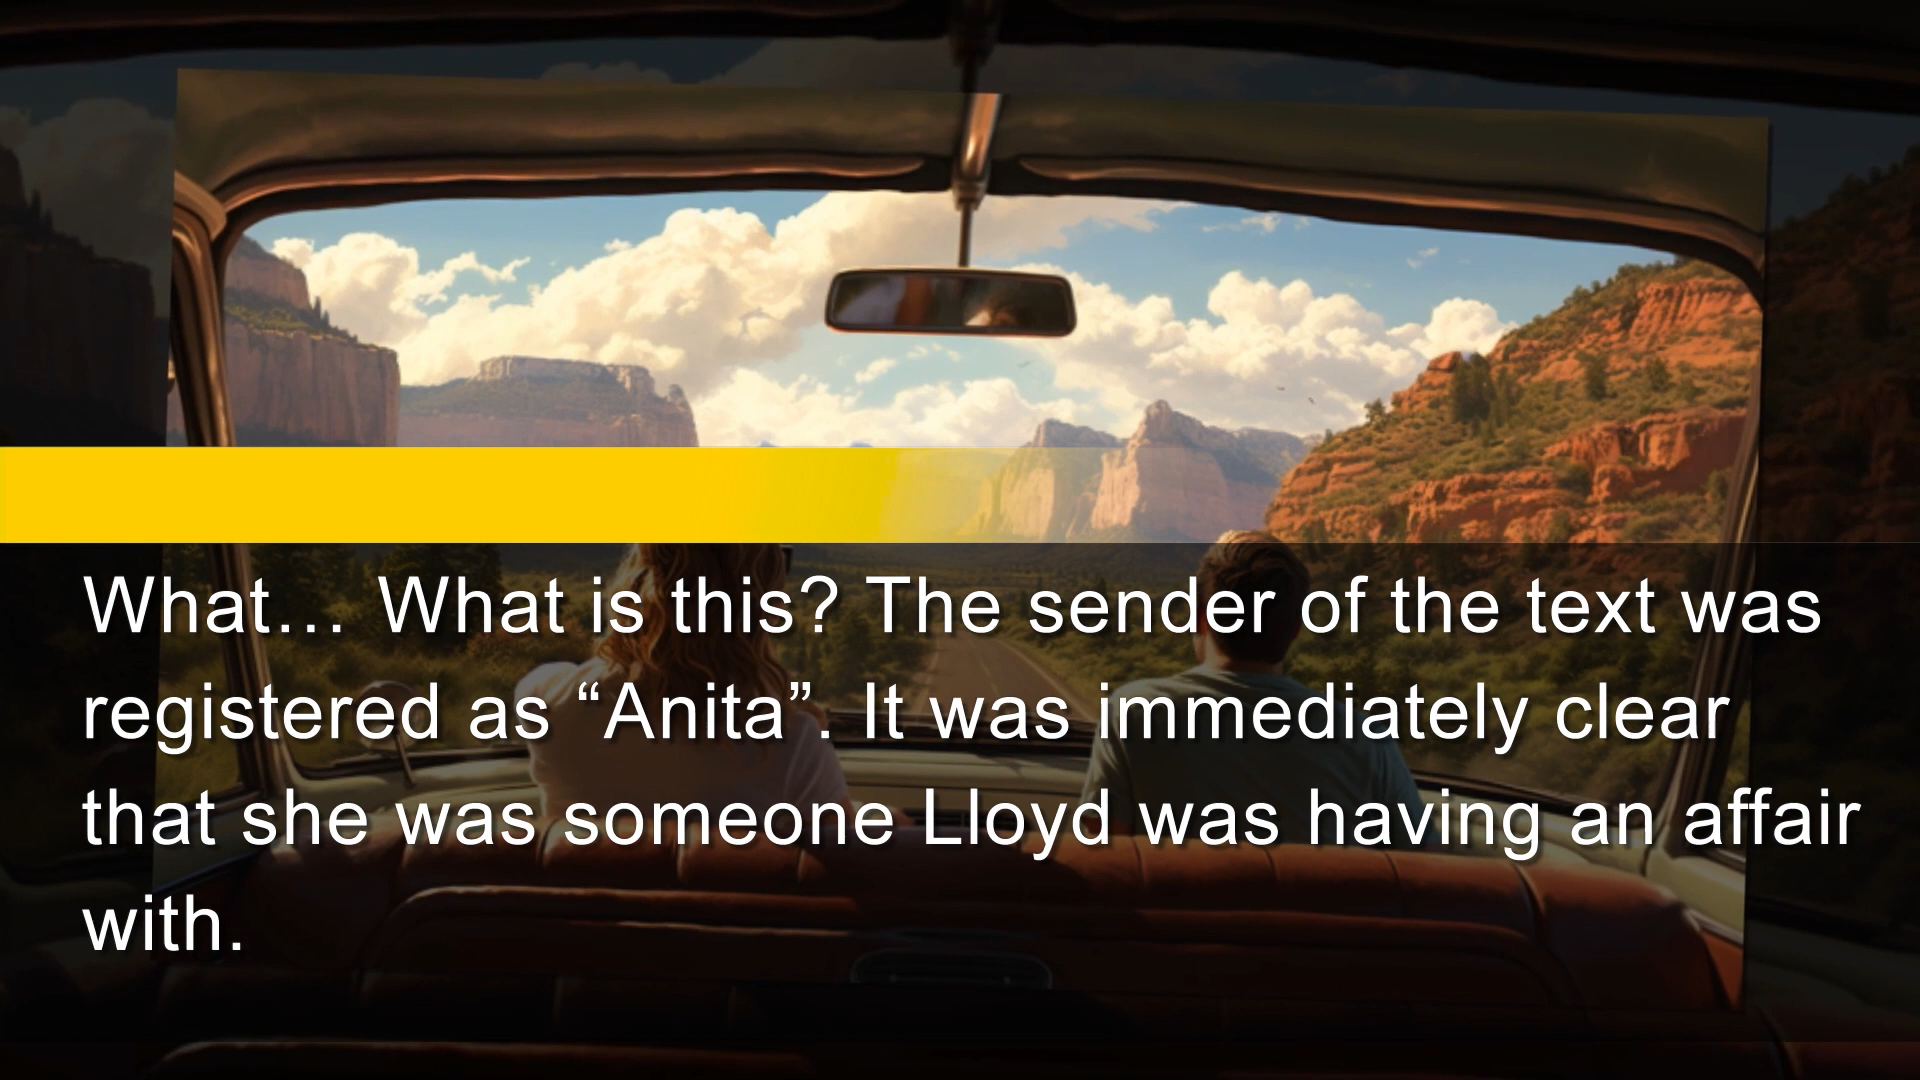 What… What is this? The sender of the text was
registered as “Anita”. It was immediately clear
that she was someone Lloyd was having an affair
with.